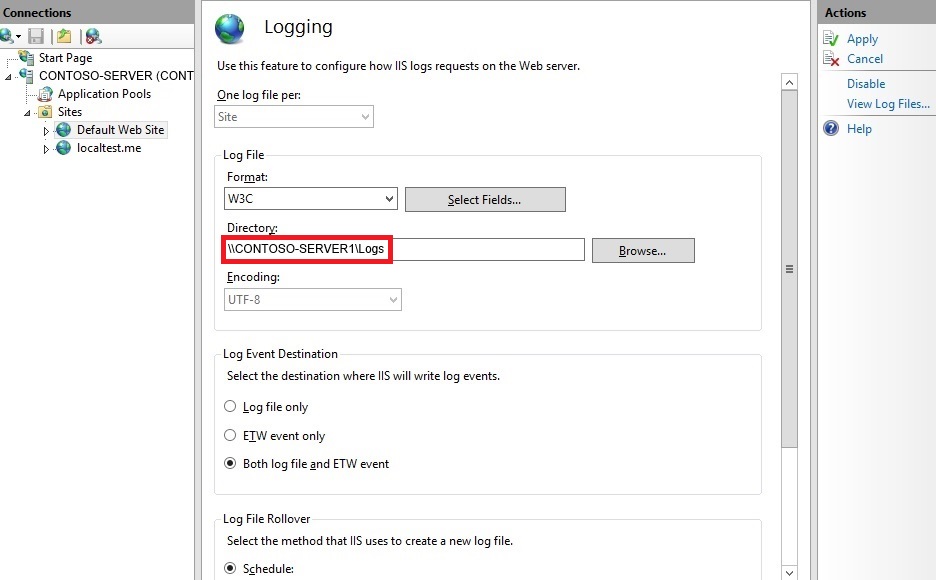 Connections
Start Page
CONTOSO-SERVER (CONT
Application Pools
Sites
Default Web Site
localtest.me
Logging
Use this feature to configure how IIS logs requests on the Web server.
One log file per:
Site
Log File
Format:
W3C
Select Fields...
Directory:
\\CONTOSO-SERVER1\Logs
Browse...
Encoding:
UTF-8
Log Event Destination
Select the destination where IIS will write log events.
Log file only
ETW event only
Both log file and ETW event
Log File Rollover
Select the method that IIS uses to create a new log file.
Schedule:
Actions
Apply
Cancel
Disable
View Log Files...
Help